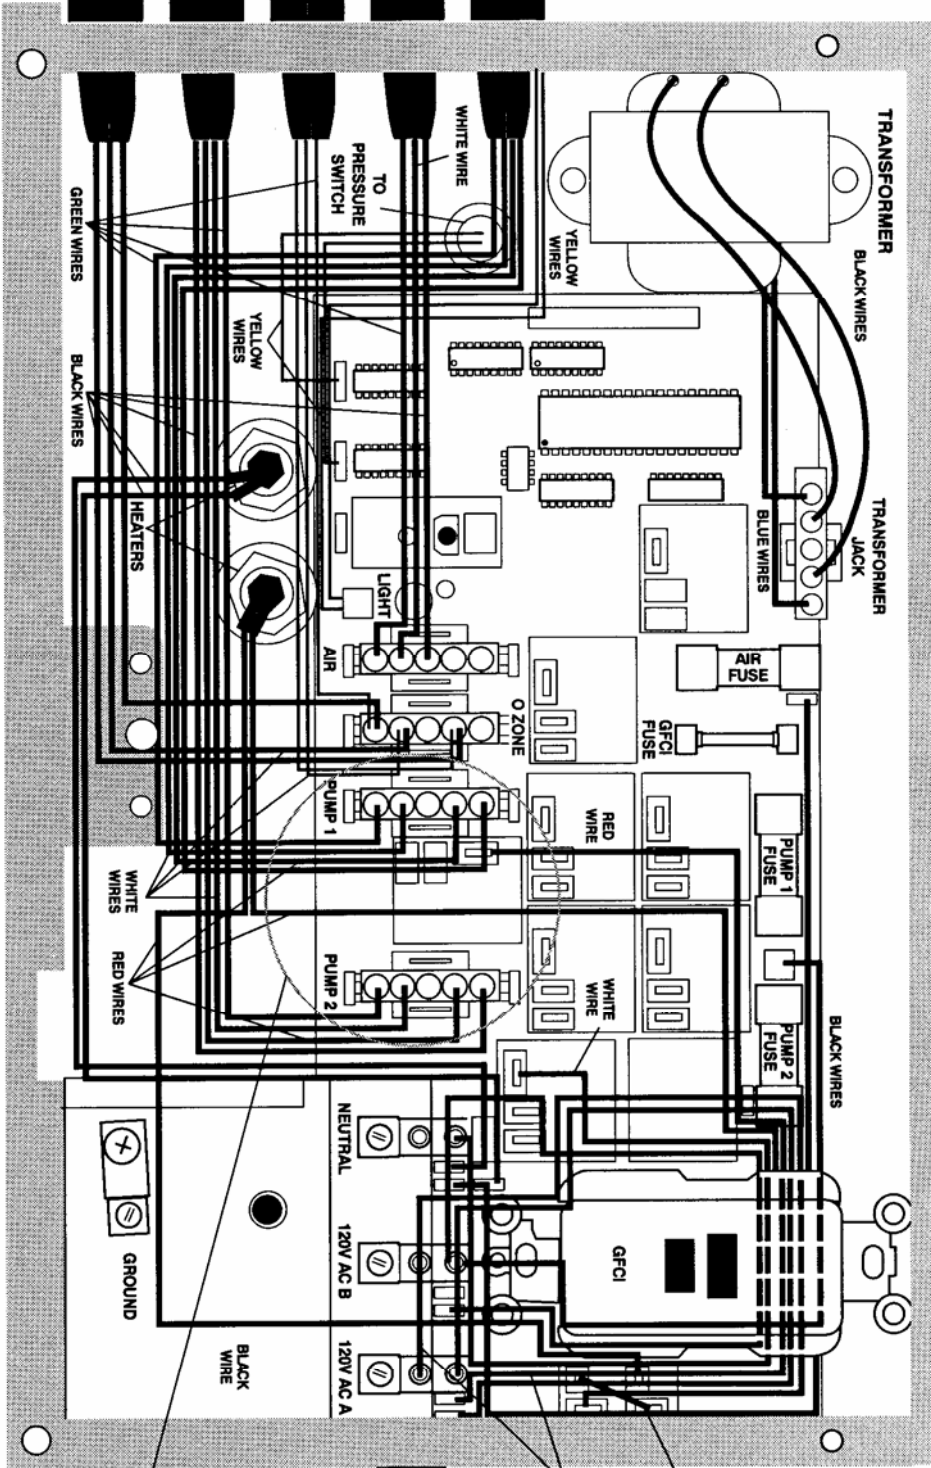 TRANSFORMER
BLACK WIRES
WHITE WIRE
TO
PRESSURE
SWITCH
GREEN WIRES
YELLOW
WIRES
YELLOW
WIRES
BLACK WIRES
HEATERS
TRANSFORMER
JACK
BLUE WIRES
LIGHT
AIR
AIR
FUSE
O ZONE
GFCI
FUSE
PUMP 1
RED
WIRE
PUMP 1
FUSE
WHITE
WIRES
RED WIRES
PUMP 2
WHITE
WIRE
PUMP 2
FUSE
BLACK WIRES
NEUTRAL
GROUND
120V AC B
GFCI
BLACK
WIRE
120V AC A